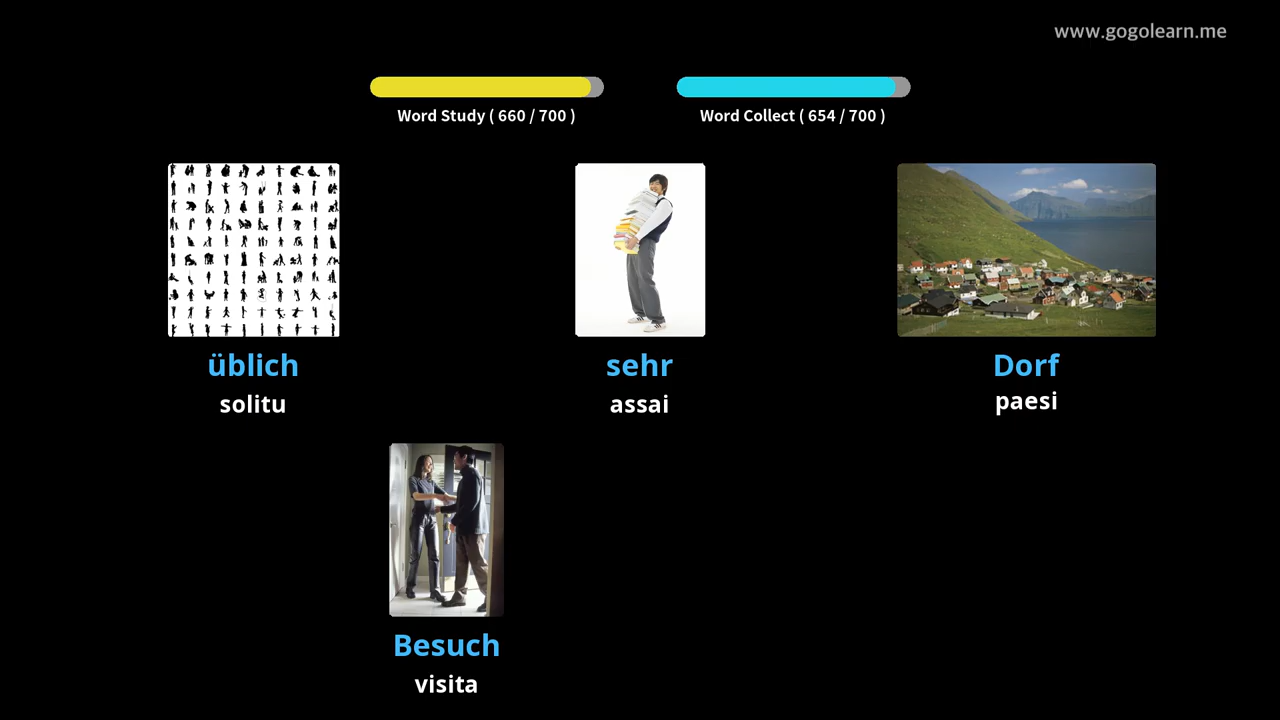 www.gogolearn.me
Word Study ( 660 / 700 )
Word Collect ( 654 / 700 )
üblich
solitu
sehr
assai
Dorf
paesi
Besuch
visita